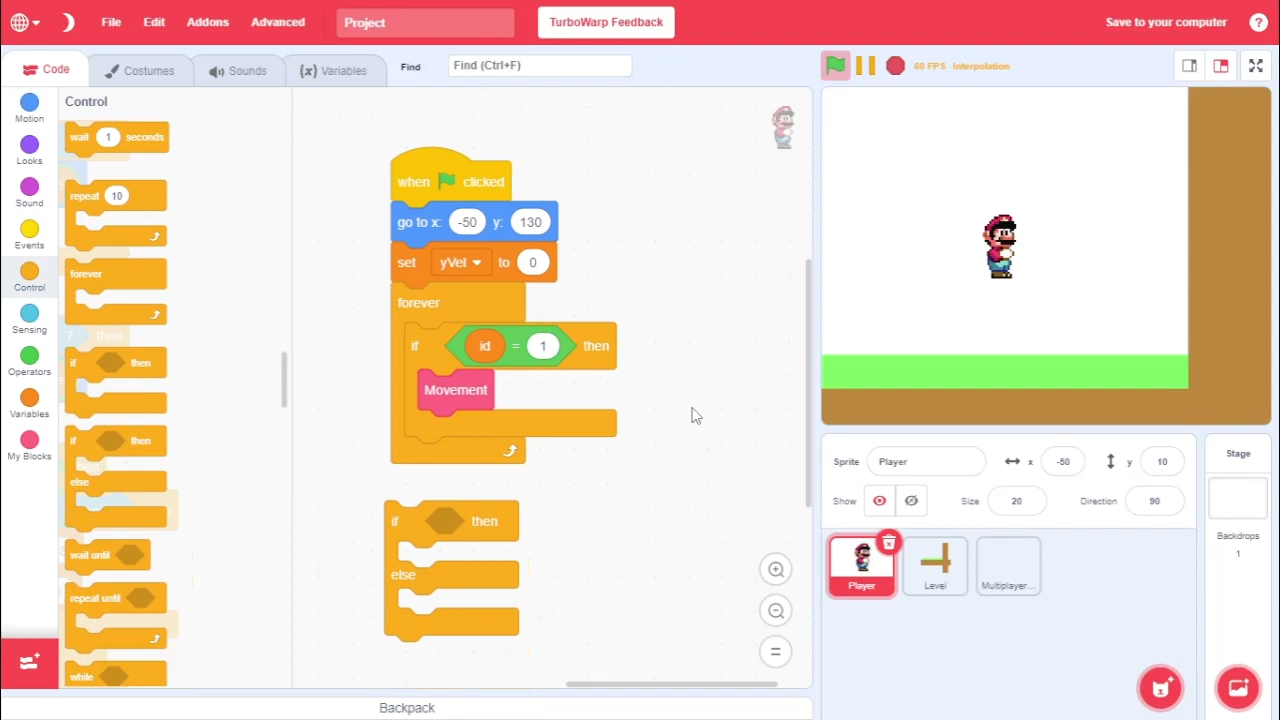 File Edit Addons Advanced Project TurboWarp Feedback Save to your computer ?
Code Costumes Sounds (x) Variables Find Find (Ctrl+F) 60 FPS Interpolation
Motion
Looks
Sound
Events
Control
Sensing
Operators
Variables
My Blocks
Control
wait 1 seconds
repeat 10
forever
if then
if then
else
wait until
repeat until
while
when clicked
go to x: -50 y: 130
set yVel to 0
forever
if id = 1 then
Movement
if then
else
Sprite Player x -50 y 10
Show Size 20 Direction 90
Player
Level
Multiplayer...
Stage
Backdrops
1
Backpack